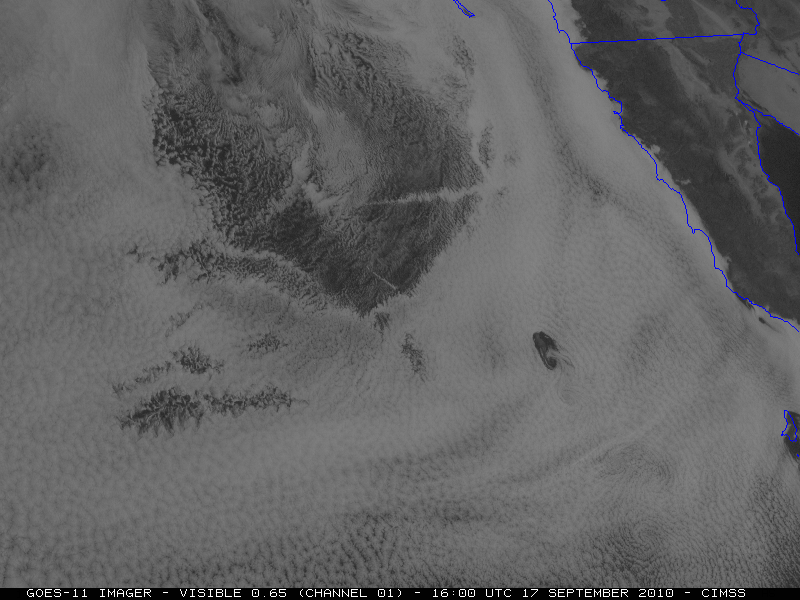 GOES-11 IMAGER - VISIBLE 0.65 (CHANNEL 01) - 16:00 UTC 17 SEPTEMBER 2010 - CIMSS